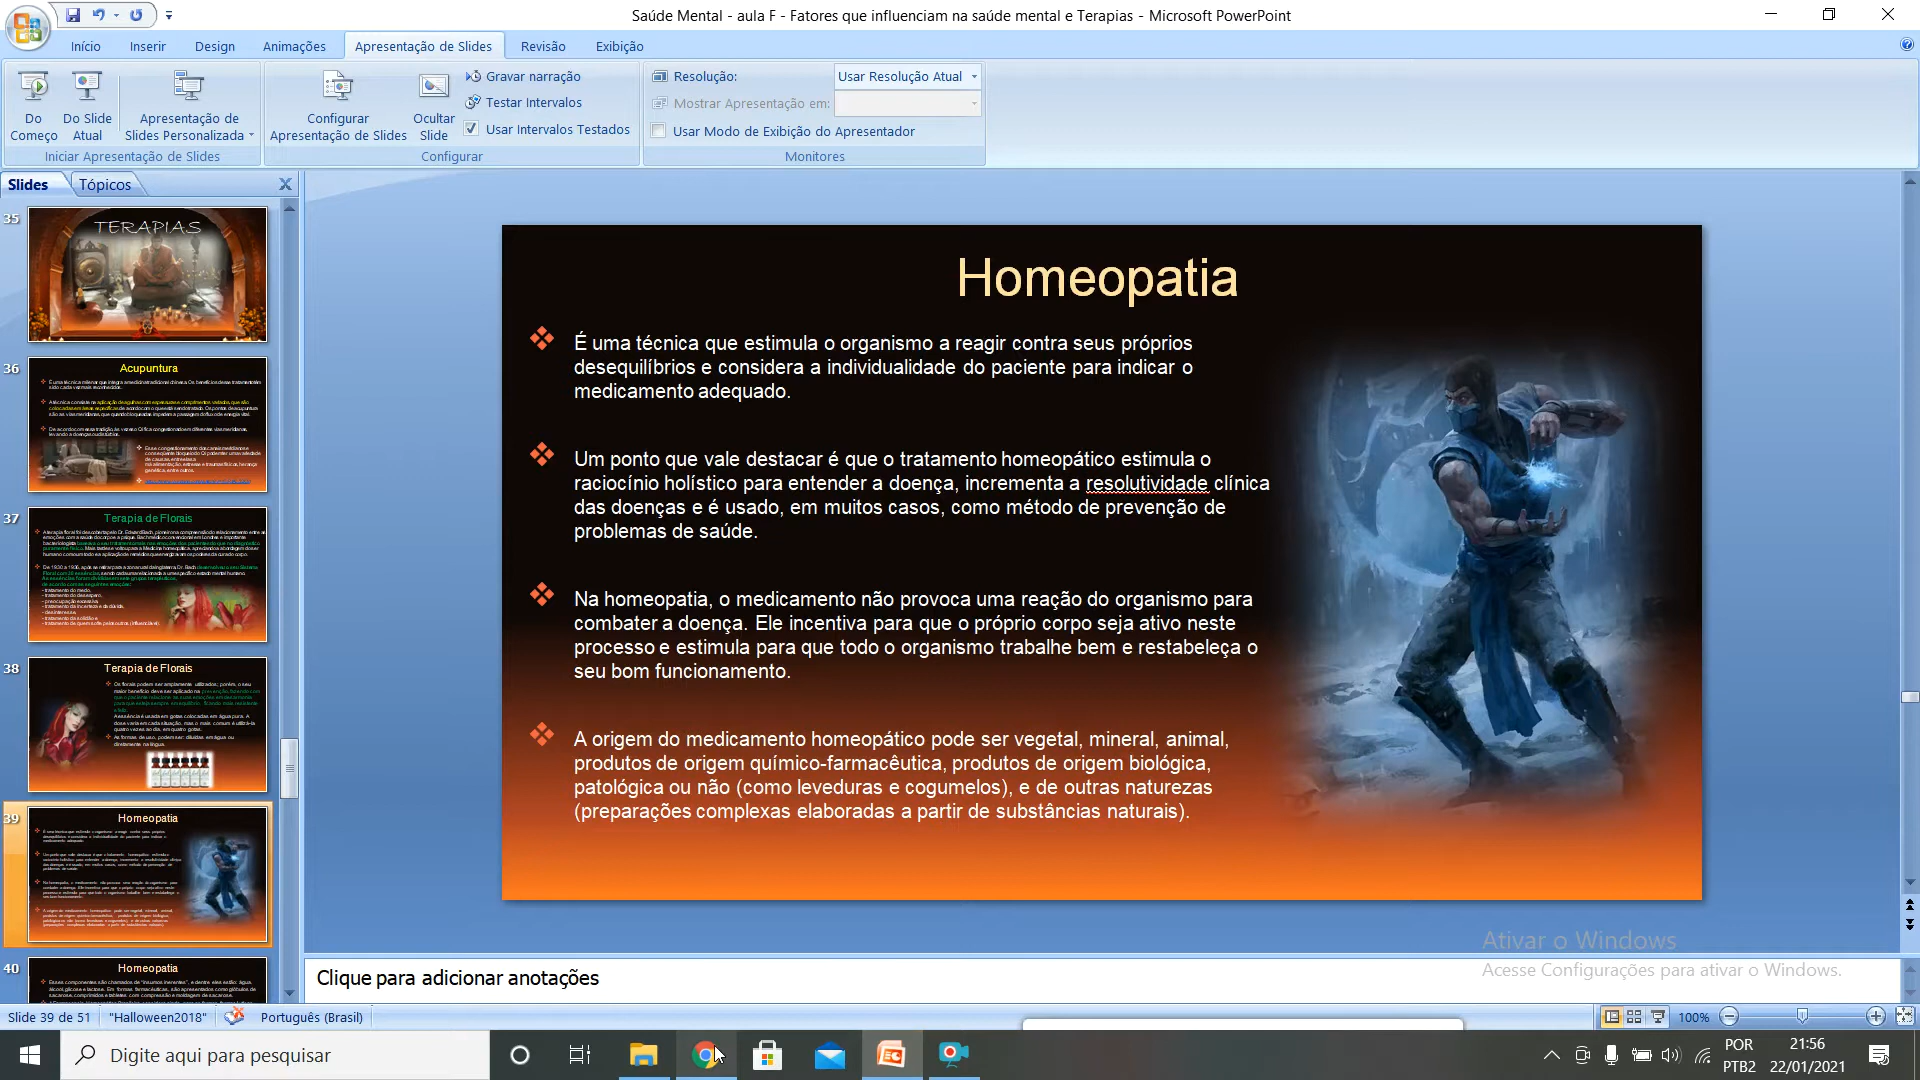 Saúde Mental - aula F - Fatores que influenciam na saúde mental e Terapias - Microsoft PowerPoint
Início
Inserir
Design
Animações
Apresentação de Slides
Revisão
Exibição
Do Começo
Do Slide Atual
Apresentação de Slides Personalizada
Iniciar Apresentação de Slides
Configurar Apresentação de Slides
Ocultar Slide
Gravar narração
Testar Intervalos
Usar Intervalos Testados
Configurar
Resolução:
Usar Resolução Atual
Mostrar Apresentação em:
Usar Modo de Exibição do Apresentador
Monitores
Slides
Tópicos
35
TERAPIAS
36
Acupuntura
37
Terapia de Florais
38
Terapia de Florais
39
Homeopatia
40
Homeopatia
Homeopatia
É uma técnica que estimula o organismo a reagir contra seus próprios
desequilíbrios e considera a individualidade do paciente para indicar o
medicamento adequado.
Um ponto que vale destacar é que o tratamento homeopático estimula o
raciocínio holístico para entender a doença, incrementa a resolutividade clínica
das doenças e é usado, em muitos casos, como método de prevenção de
problemas de saúde.
Na homeopatia, o medicamento não provoca uma reação do organismo para
combater a doença. Ele incentiva para que o próprio corpo seja ativo neste
processo e estimula para que todo o organismo trabalhe bem e restabeleça o
seu bom funcionamento.
A origem do medicamento homeopático pode ser vegetal, mineral, animal,
produtos de origem químico-farmacêutica, produtos de origem biológica,
patológica ou não (como leveduras e cogumelos), e de outras naturezas
(preparações complexas elaboradas a partir de substâncias naturais).
Ativar o Windows
Acesse Configurações para ativar o Windows.
Clique para adicionar anotações
Slide 39 de 51
"Halloween2018"
Português (Brasil)
100%
Digite aqui para pesquisar
POR
PTB2
21:56
22/01/2021